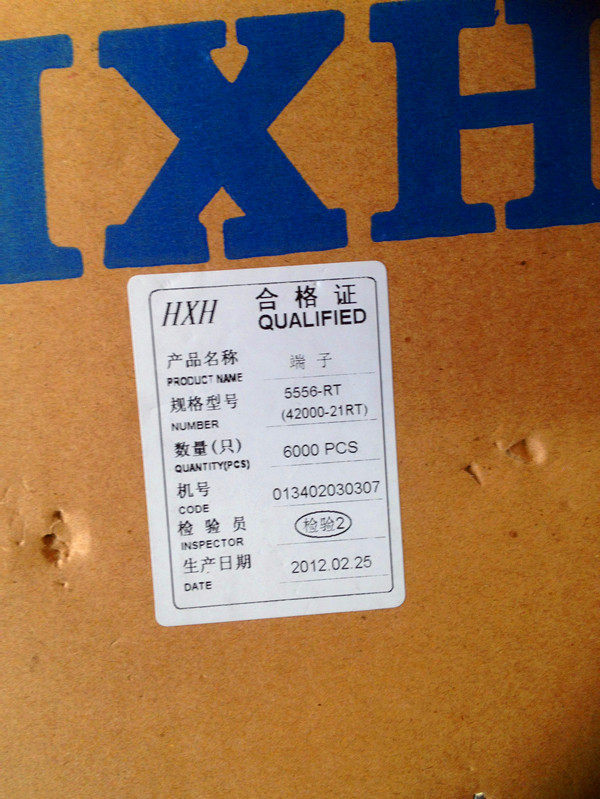 HXH
HXH 合格证
QUALIFIED
产品名称 端子
PRODUCT NAME
规格型号 5556-RT
NUMBER (42000-21RT)
数量(只) 6000 PCS
QUANTITY(PCS)
机号 013402030307
CODE
检验员 检验2
INSPECTOR
生产日期 2012.02.25
DATE